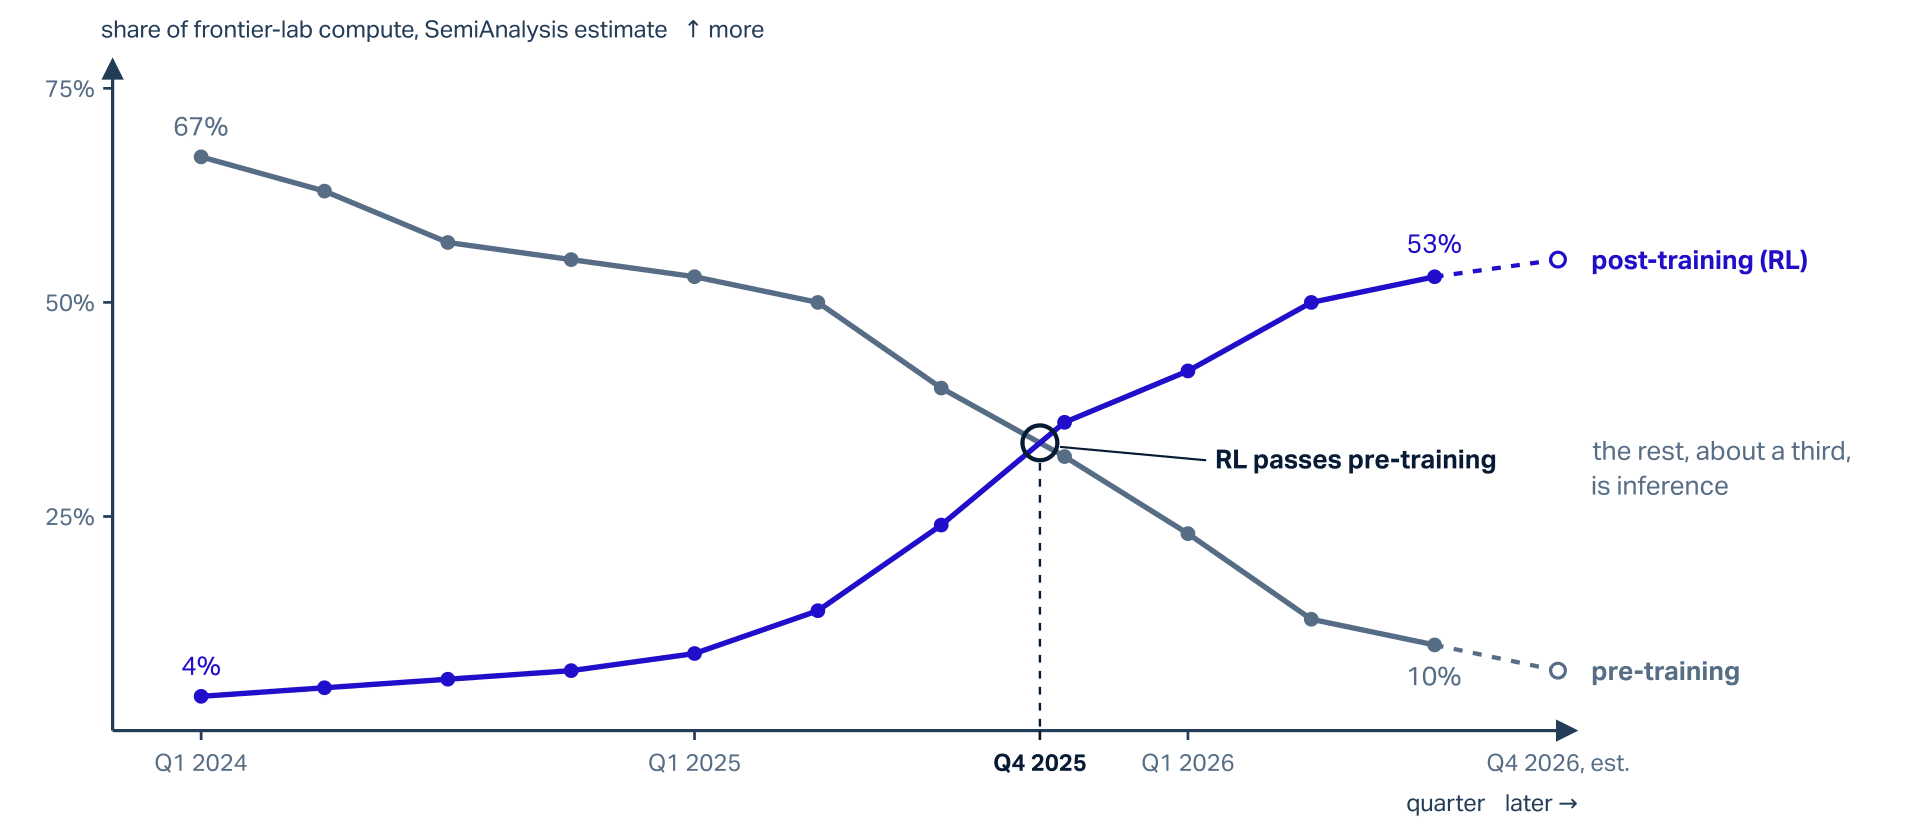 share of frontier-lab compute, SemiAnalysis estimate ↑ more
75%
67%
53%
post-training (RL)
50%
RL passes pre-training
the rest, about a third,
is inference
25%
4%
10%
pre-training
Q1 2024
Q1 2025
Q4 2025
Q1 2026
Q4 2026, est.
quarter later →